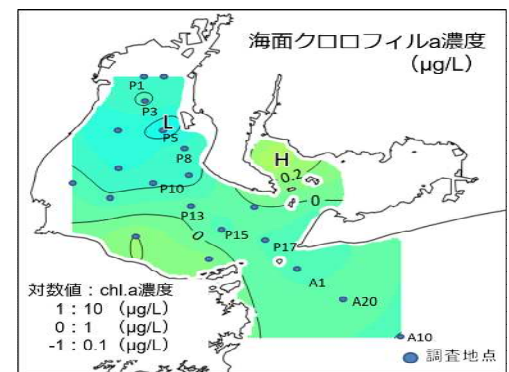 海面クロロフィルa濃度
（μg/L）
P1
P3
L
P5
P8
H
0.2
P10
0
P13
0
P15
P17
A1
A20
A10
対数値：chl.a濃度
1：10 （μg/L）
0：1 （μg/L）
-1：0.1（μg/L）
調査地点